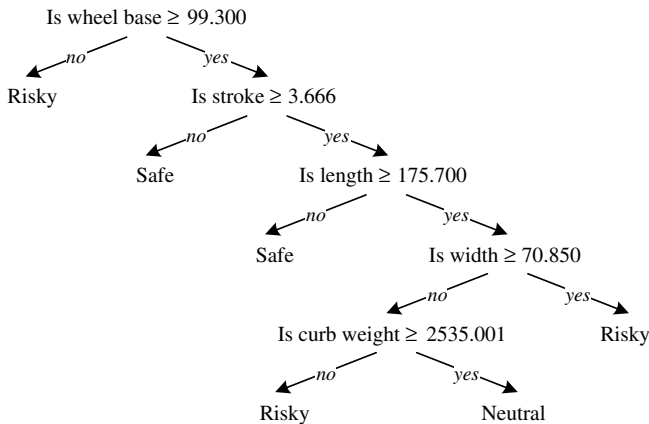 Is wheel base ≥ 99.300
no
yes
Risky
Is stroke ≥ 3.666
no
yes
Safe
Is length ≥ 175.700
no
yes
Safe
Is width ≥ 70.850
no
yes
Is curb weight ≥ 2535.001
Risky
no
yes
Risky
Neutral